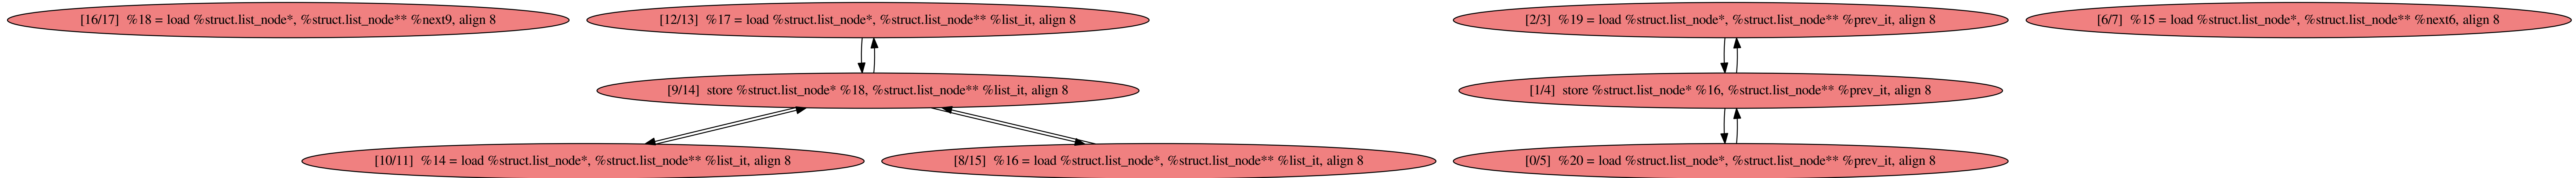 [16/17]  %18 = load %struct.list_node*, %struct.list_node** %next9, align 8
[12/13]  %17 = load %struct.list_node*, %struct.list_node** %list_it, align 8
[2/3]  %19 = load %struct.list_node*, %struct.list_node** %prev_it, align 8
[6/7]  %15 = load %struct.list_node*, %struct.list_node** %next6, align 8
[9/14]  store %struct.list_node* %18, %struct.list_node** %list_it, align 8
[1/4]  store %struct.list_node* %16, %struct.list_node** %prev_it, align 8
[10/11]  %14 = load %struct.list_node*, %struct.list_node** %list_it, align 8
[8/15]  %16 = load %struct.list_node*, %struct.list_node** %list_it, align 8
[0/5]  %20 = load %struct.list_node*, %struct.list_node** %prev_it, align 8